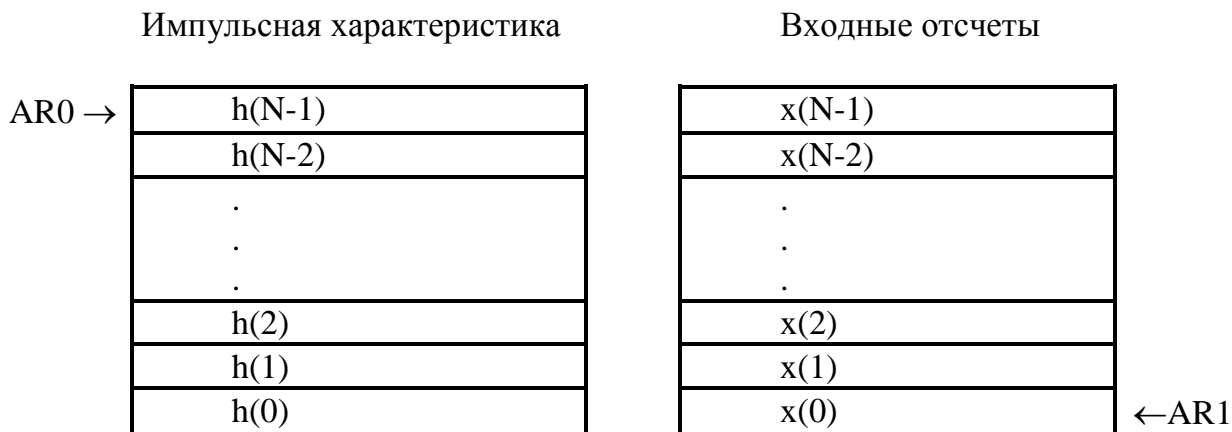 Импульсная характеристика Входные отсчеты
AR0 → h(N-1) x(N-1)
h(N-2) x(N-2)
. .
. .
. .
h(2) x(2)
h(1) x(1)
h(0) x(0) ←AR1